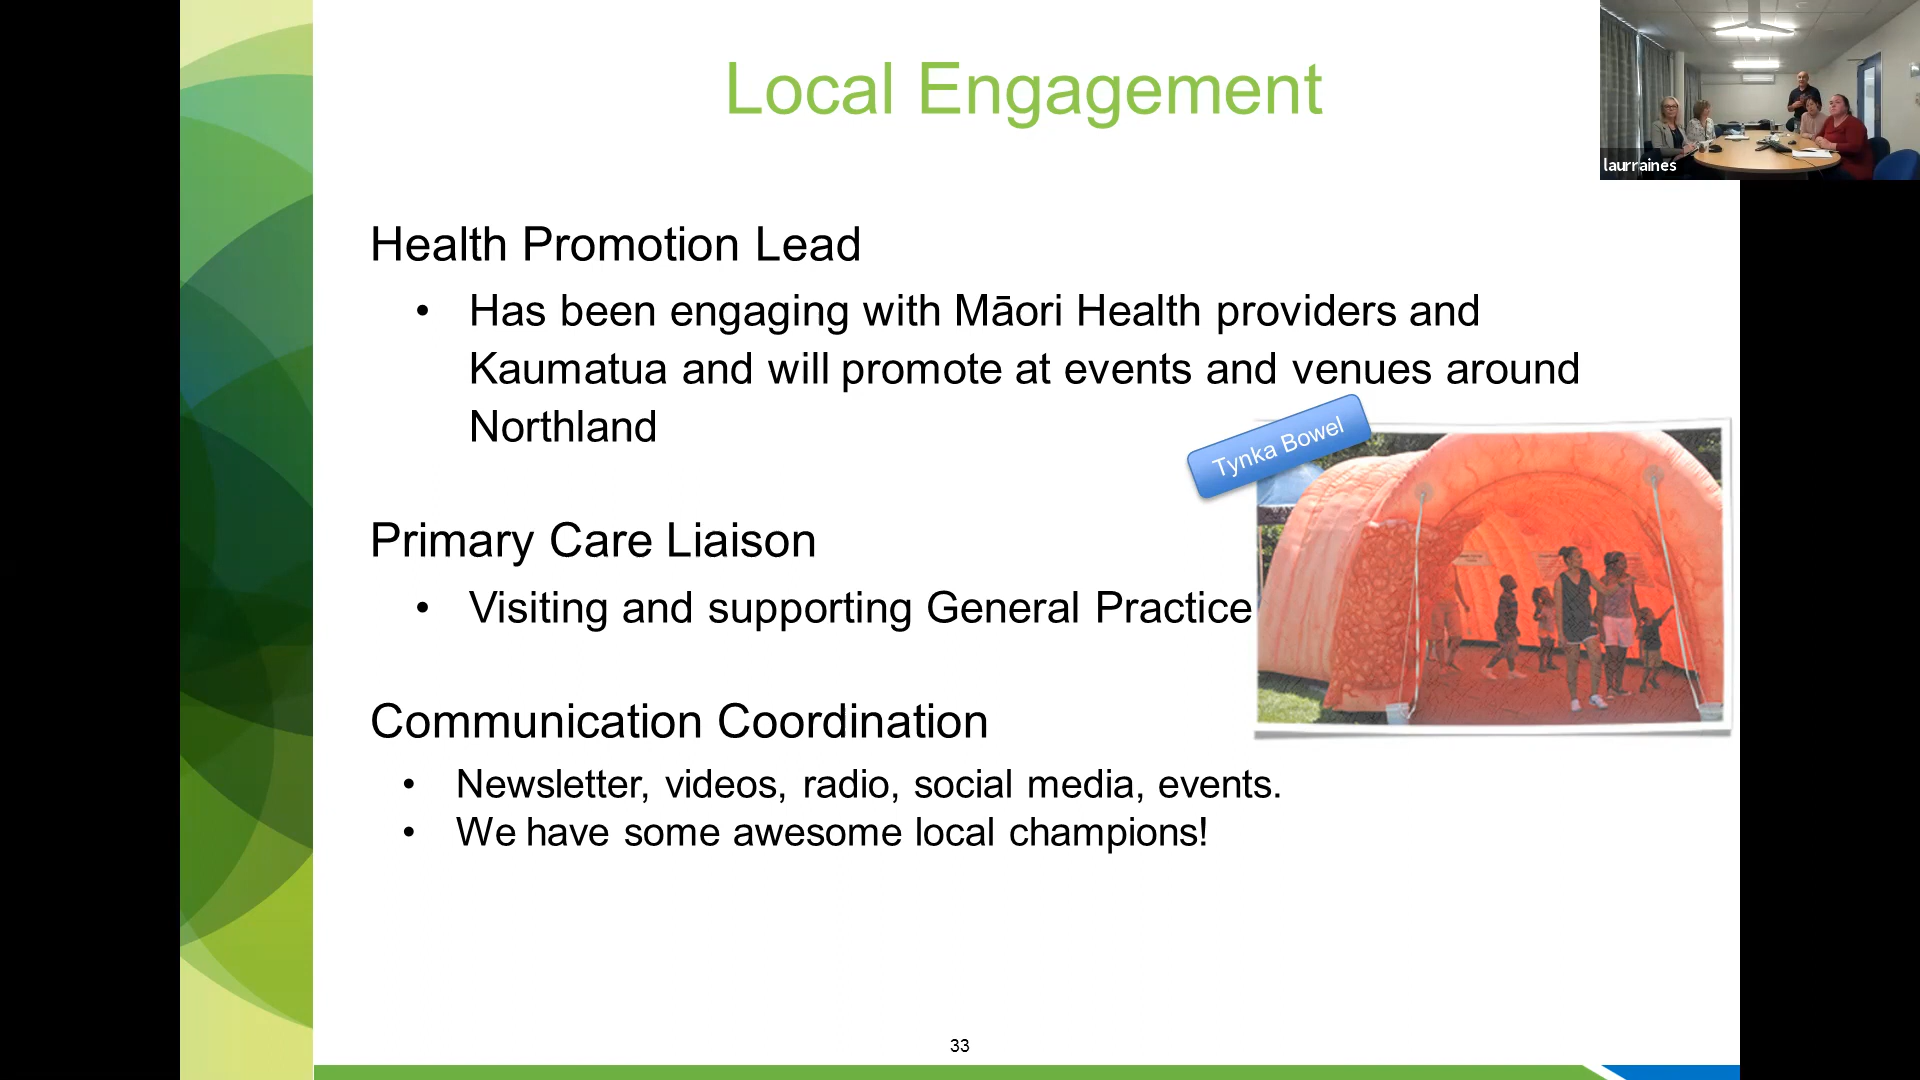 Local Engagement
laurraines
Health Promotion Lead
• Has been engaging with Māori Health providers and
Kaumatua and will promote at events and venues around
Northland
Tynka Bowel
Primary Care Liaison
• Visiting and supporting General Practice
Communication Coordination
• Newsletter, videos, radio, social media, events.
• We have some awesome local champions!
33